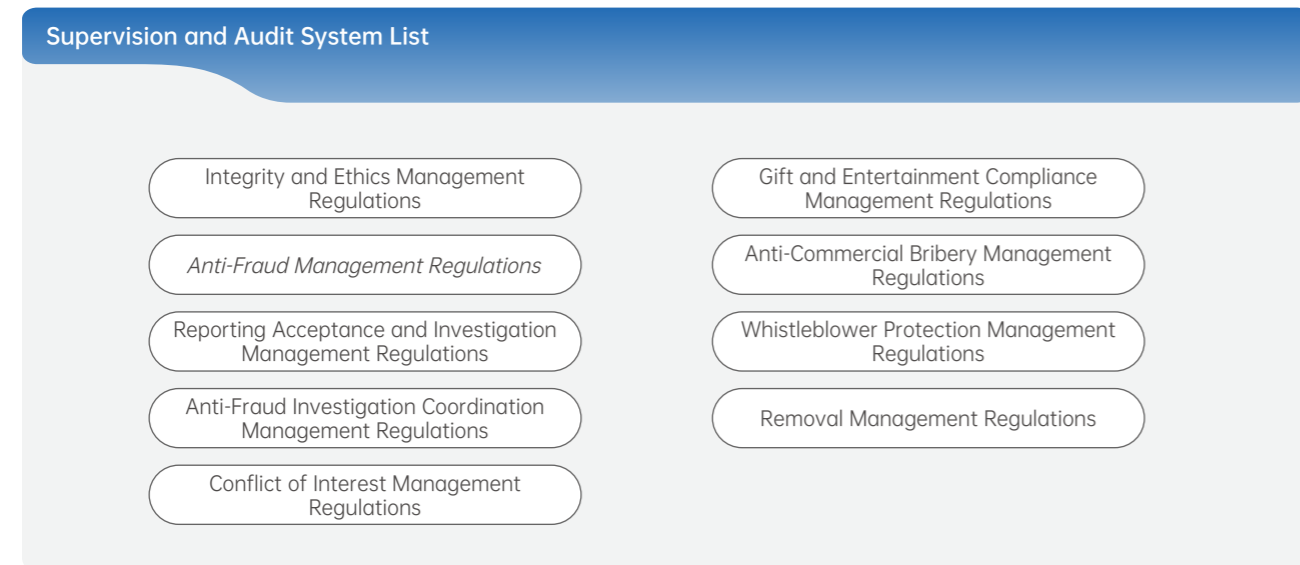 Supervision and Audit System List
Integrity and Ethics Management
Regulations
Anti-Fraud Management Regulations
Reporting Acceptance and Investigation
Management Regulations
Anti-Fraud Investigation Coordination
Management Regulations
Conflict of Interest Management
Regulations
Gift and Entertainment Compliance
Management Regulations
Anti-Commercial Bribery Management
Regulations
Whistleblower Protection Management
Regulations
Removal Management Regulations